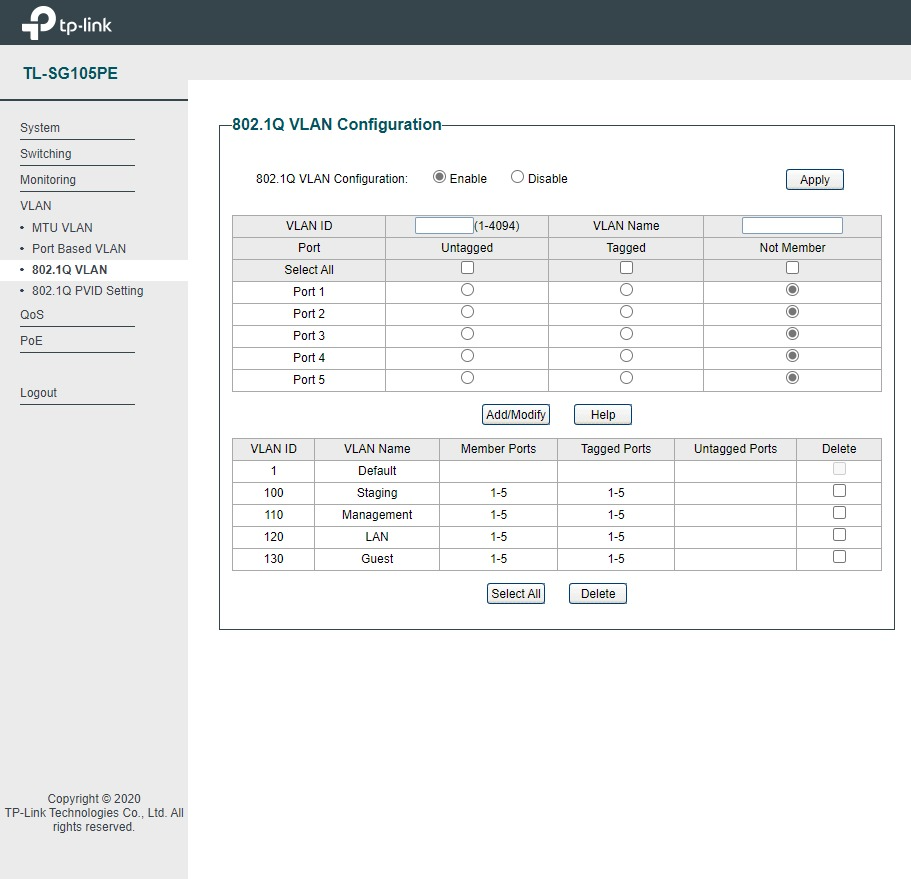 tp-link
TL-SG105PE
System
Switching
Monitoring
VLAN
• MTU VLAN
• Port Based VLAN
• 802.1Q VLAN
• 802.1Q PVID Setting
QoS
PoE
Logout
Copyright © 2020
TP-Link Technologies Co., Ltd. All
rights reserved.
802.1Q VLAN Configuration
802.1Q VLAN Configuration: Enable Disable Apply
VLAN ID (1-4094) VLAN Name
Port Untagged Tagged Not Member
Select All
Port 1
Port 2
Port 3
Port 4
Port 5
Add/Modify Help
VLAN ID VLAN Name Member Ports Tagged Ports Untagged Ports Delete
1 Default
100 Staging 1-5 1-5
110 Management 1-5 1-5
120 LAN 1-5 1-5
130 Guest 1-5 1-5
Select All Delete